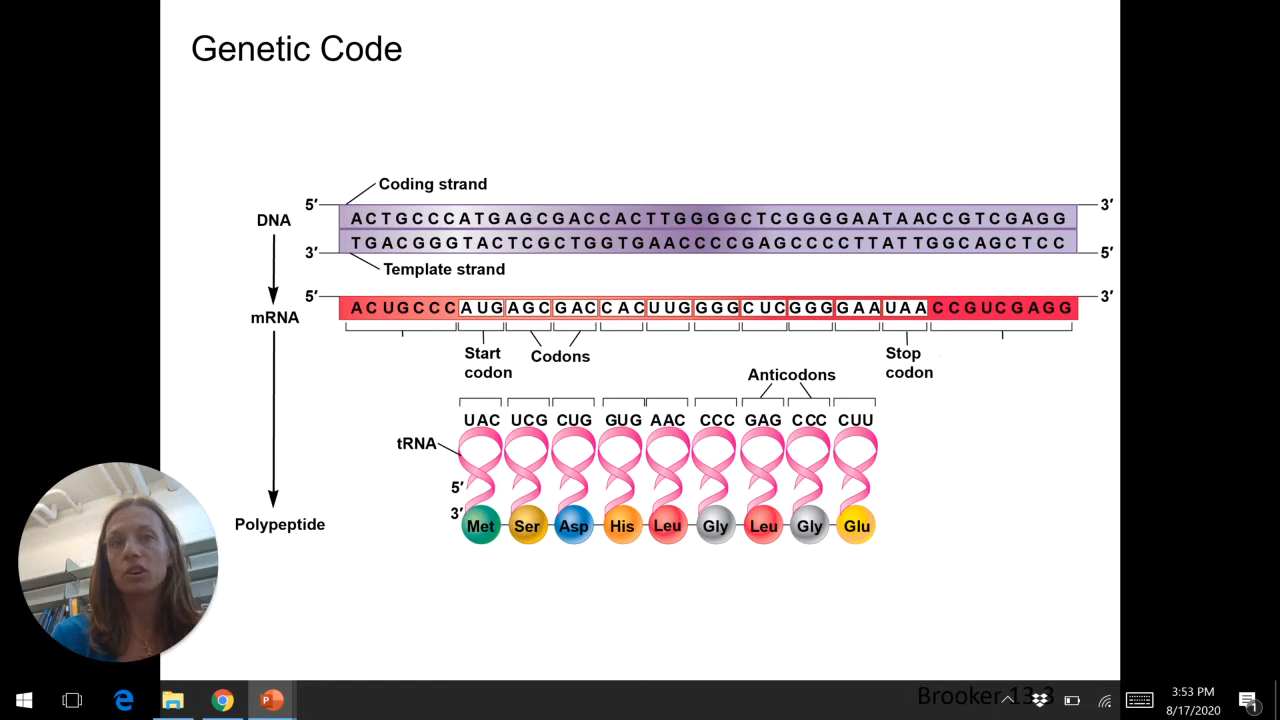 Genetic Code
Coding strand
5′ 3′
DNA
A C T G C C C A T G A G C G A C C A C T T G G G G C T C G G G G A A T A A C C G T C G A G G
T G A C G G G T A C T C G C T G G T G A A C C C C G A G C C C C T T A T T G G C A G C T C C
3′ 5′
Template strand
5′ 3′
mRNA
A C U G C C C A U G A G C G A C C A C U U G G G G C U C G G G G A A U A A C C G U C G A G G
Start codon
Codons
Stop codon
Anticodons
UAC UCG CUG GUG AAC CCC GAG CCC CUU
tRNA
5′
3′
Polypeptide
Met Ser Asp His Leu Gly Leu Gly Glu
Brooker 13.3
3:53 PM
8/17/2020
1